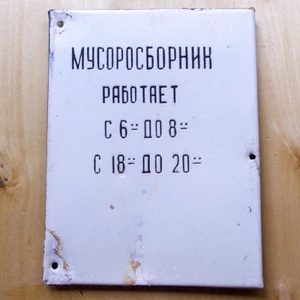 МУСОРОСБОРНИК
РАБОТАЕТ
С 6⁰⁰ ДО 8⁰⁰
С 18⁰⁰ ДО 20⁰⁰